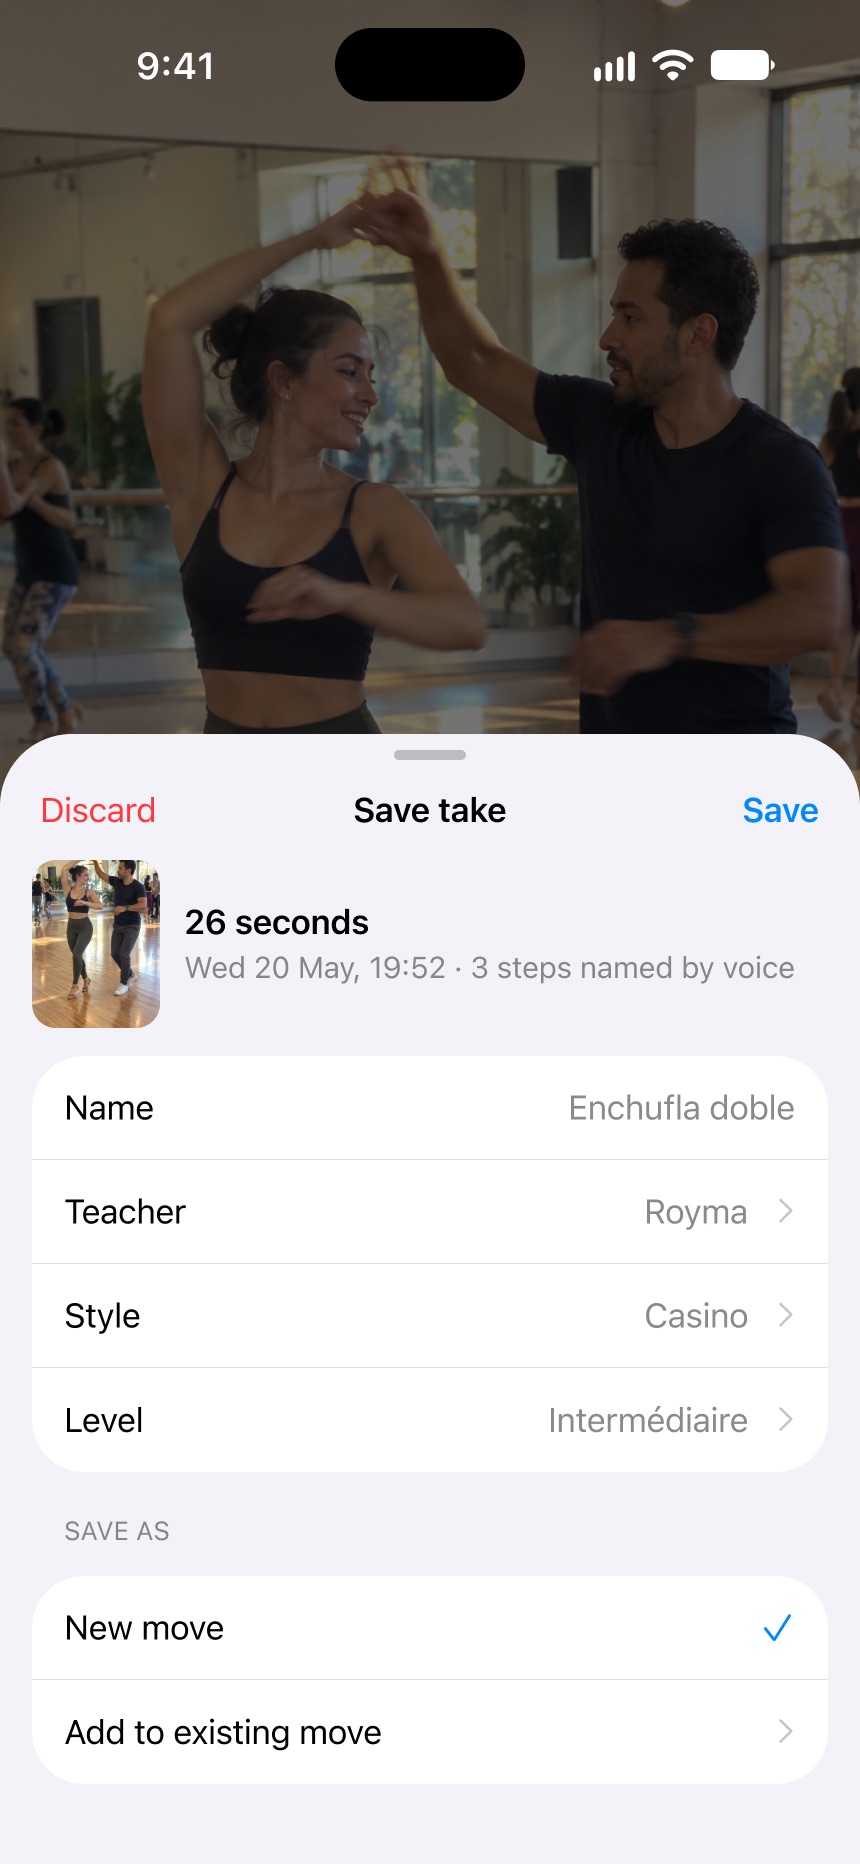 9:41
Discard
Save take
Save
26 seconds
Wed 20 May, 19:52 · 3 steps named by voice
Name
Enchufla doble
Teacher
Royma
Style
Casino
Level
Intermédiaire
SAVE AS
New move
Add to existing move